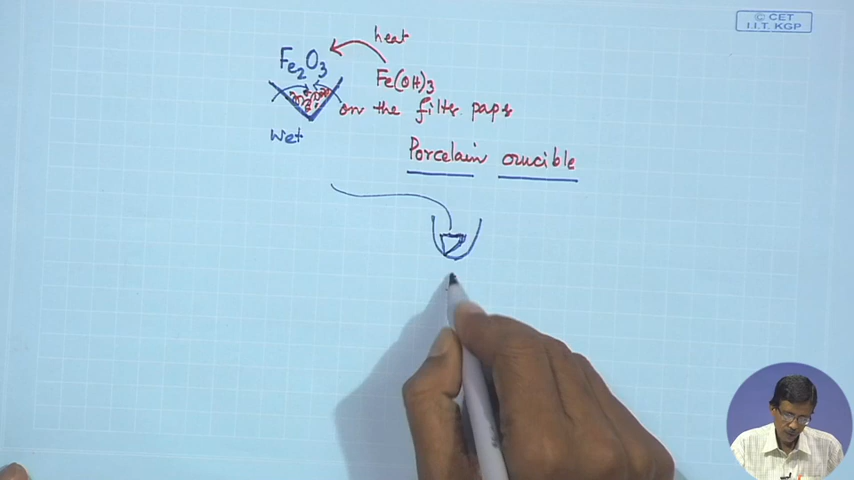 © CET
I.I.T. KGP
heat
Fe2O3
Fe(OH)3
on the filter paper
Wet
Porcelain crucible